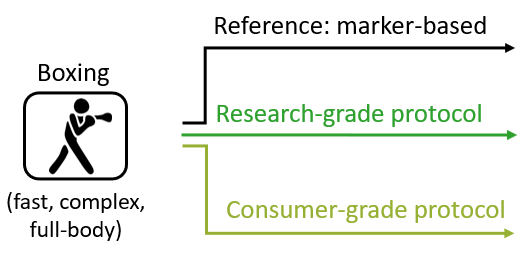 Reference: marker-based
Boxing
Research-grade protocol
(fast, complex,
full-body)
Consumer-grade protocol